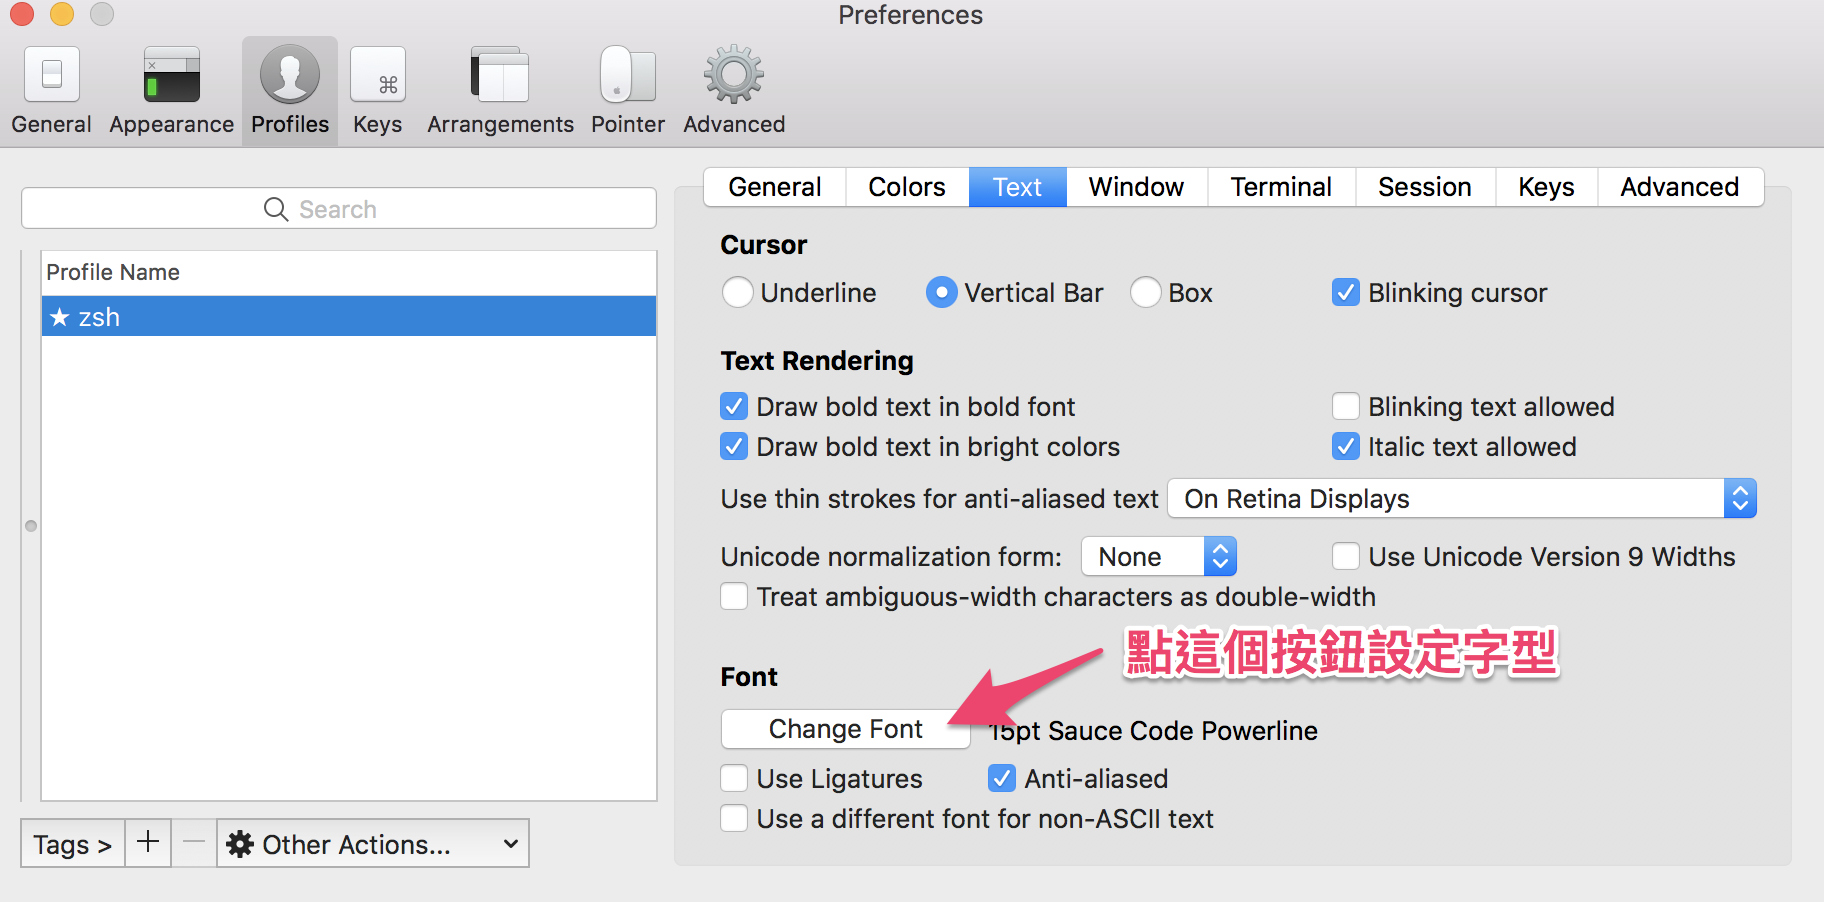 Preferences
General Appearance Profiles Keys Arrangements Pointer Advanced
Search
Profile Name
★ zsh
Tags > + − Other Actions...
General Colors Text Window Terminal Session Keys Advanced
Cursor
Underline Vertical Bar Box Blinking cursor
Text Rendering
Draw bold text in bold font Blinking text allowed
Draw bold text in bright colors Italic text allowed
Use thin strokes for anti-aliased text On Retina Displays
Unicode normalization form: None Use Unicode Version 9 Widths
Treat ambiguous-width characters as double-width
點這個按鈕設定字型
Font
Change Font 15pt Sauce Code Powerline
Use Ligatures Anti-aliased
Use a different font for non-ASCII text